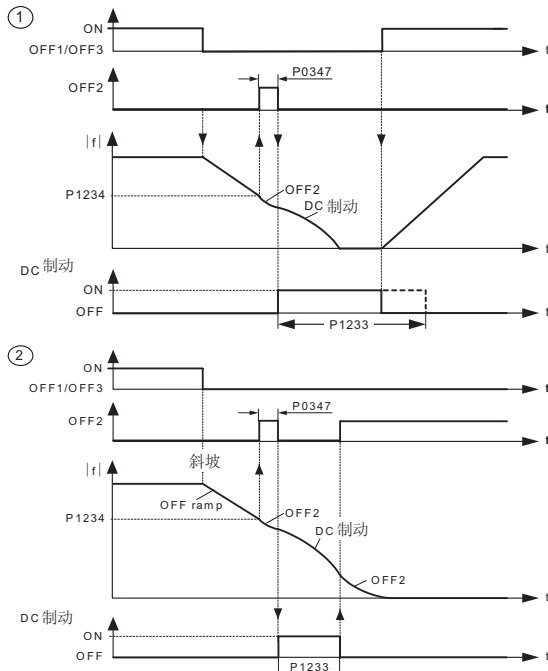 1
ON
OFF1/OFF3
t
P0347
OFF2
t
|f|
P1234
OFF2
DC 制动
t
DC 制动
ON
OFF
t
P1233
2
ON
OFF1/OFF3
t
P0347
OFF2
t
斜坡
|f|
OFF ramp
P1234
OFF2
DC 制动
OFF2
t
DC 制动
ON
OFF
t
P1233